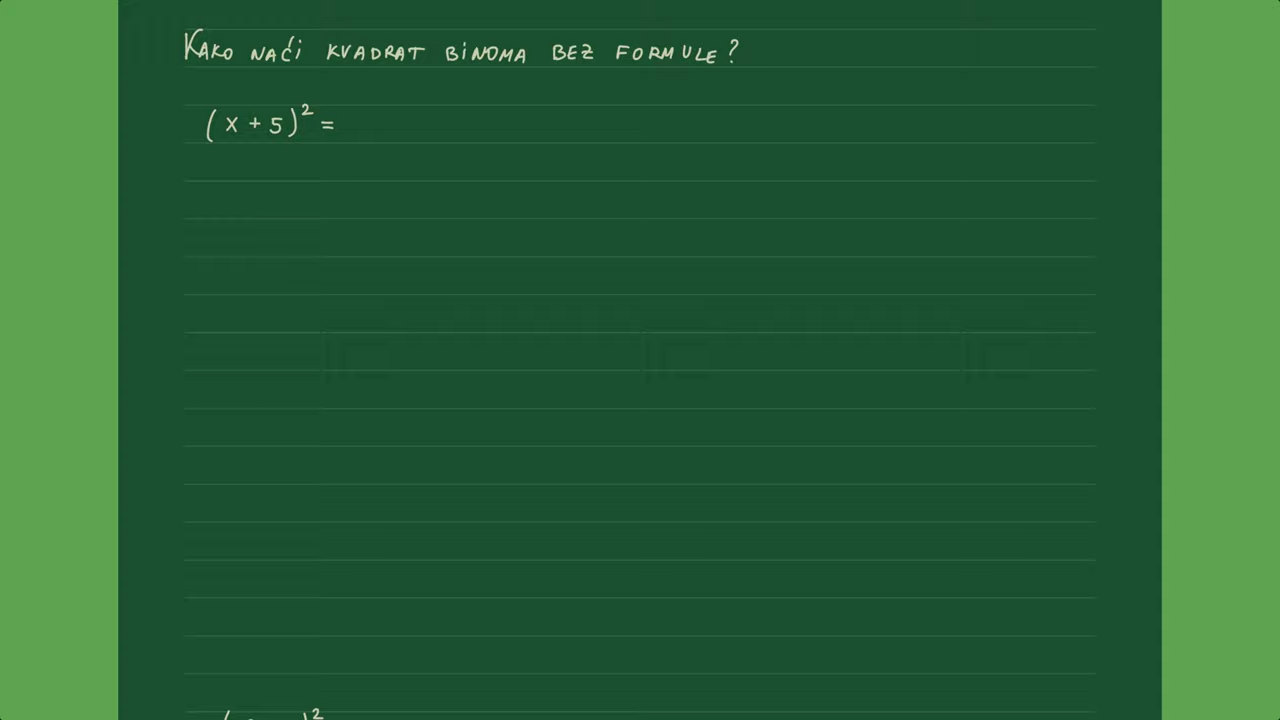 KAKO NAĆI KVADRAT BINOMA BEZ FORMULE?
(x + 5)² =